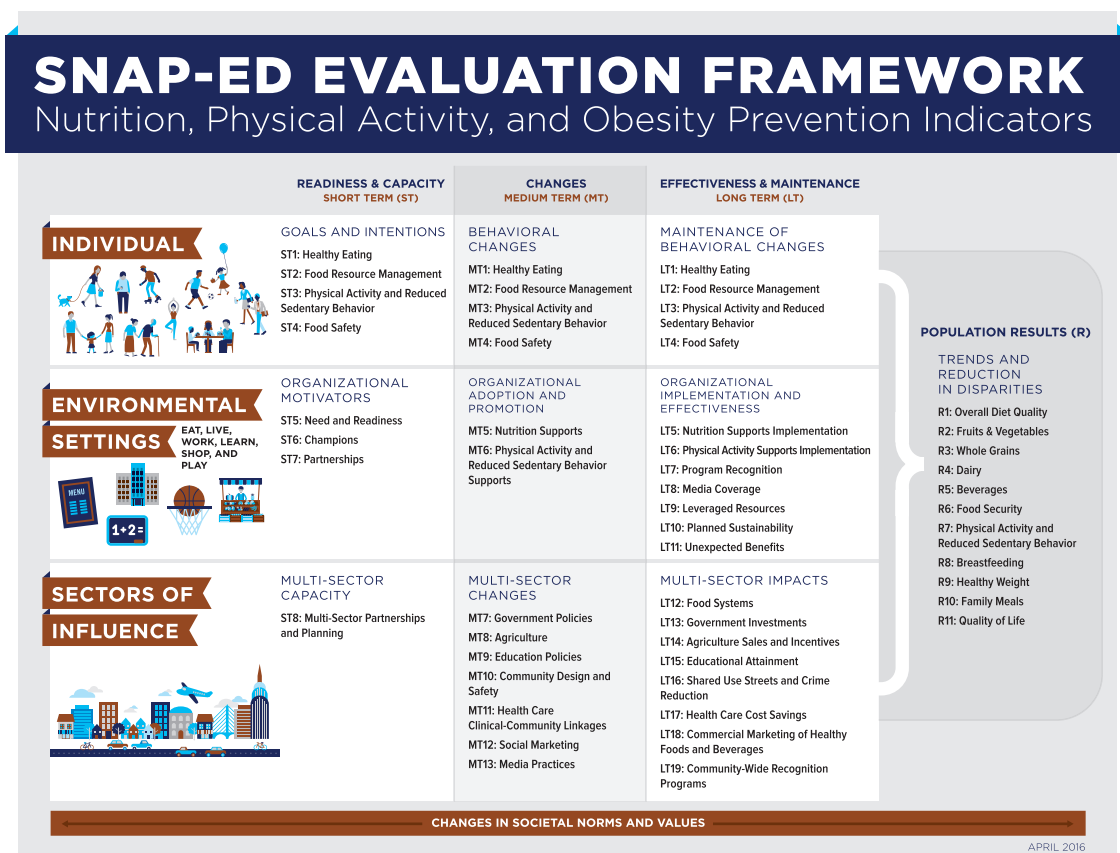 SNAP-ED EVALUATION FRAMEWORK
Nutrition, Physical Activity, and Obesity Prevention Indicators
READINESS & CAPACITY
SHORT TERM (ST)
CHANGES
MEDIUM TERM (MT)
EFFECTIVENESS & MAINTENANCE
LONG TERM (LT)
INDIVIDUAL
GOALS AND INTENTIONS
ST1: Healthy Eating
ST2: Food Resource Management
ST3: Physical Activity and Reduced
Sedentary Behavior
ST4: Food Safety
BEHAVIORAL
CHANGES
MT1: Healthy Eating
MT2: Food Resource Management
MT3: Physical Activity and
Reduced Sedentary Behavior
MT4: Food Safety
MAINTENANCE OF
BEHAVIORAL CHANGES
LT1: Healthy Eating
LT2: Food Resource Management
LT3: Physical Activity and Reduced
Sedentary Behavior
LT4: Food Safety
ENVIRONMENTAL
SETTINGS
EAT, LIVE,
WORK, LEARN,
SHOP, AND
PLAY
MENU
1+2=
ORGANIZATIONAL
MOTIVATORS
ST5: Need and Readiness
ST6: Champions
ST7: Partnerships
ORGANIZATIONAL
ADOPTION AND
PROMOTION
MT5: Nutrition Supports
MT6: Physical Activity and
Reduced Sedentary Behavior
Supports
ORGANIZATIONAL
IMPLEMENTATION AND
EFFECTIVENESS
LT5: Nutrition Supports Implementation
LT6: Physical Activity Supports Implementation
LT7: Program Recognition
LT8: Media Coverage
LT9: Leveraged Resources
LT10: Planned Sustainability
LT11: Unexpected Benefits
SECTORS OF
INFLUENCE
MULTI-SECTOR
CAPACITY
ST8: Multi-Sector Partnerships
and Planning
MULTI-SECTOR
CHANGES
MT7: Government Policies
MT8: Agriculture
MT9: Education Policies
MT10: Community Design and
Safety
MT11: Health Care
Clinical-Community Linkages
MT12: Social Marketing
MT13: Media Practices
MULTI-SECTOR IMPACTS
LT12: Food Systems
LT13: Government Investments
LT14: Agriculture Sales and Incentives
LT15: Educational Attainment
LT16: Shared Use Streets and Crime
Reduction
LT17: Health Care Cost Savings
LT18: Commercial Marketing of Healthy
Foods and Beverages
LT19: Community-Wide Recognition
Programs
POPULATION RESULTS (R)
TRENDS AND
REDUCTION
IN DISPARITIES
R1: Overall Diet Quality
R2: Fruits & Vegetables
R3: Whole Grains
R4: Dairy
R5: Beverages
R6: Food Security
R7: Physical Activity and
Reduced Sedentary Behavior
R8: Breastfeeding
R9: Healthy Weight
R10: Family Meals
R11: Quality of Life
CHANGES IN SOCIETAL NORMS AND VALUES
APRIL 2016